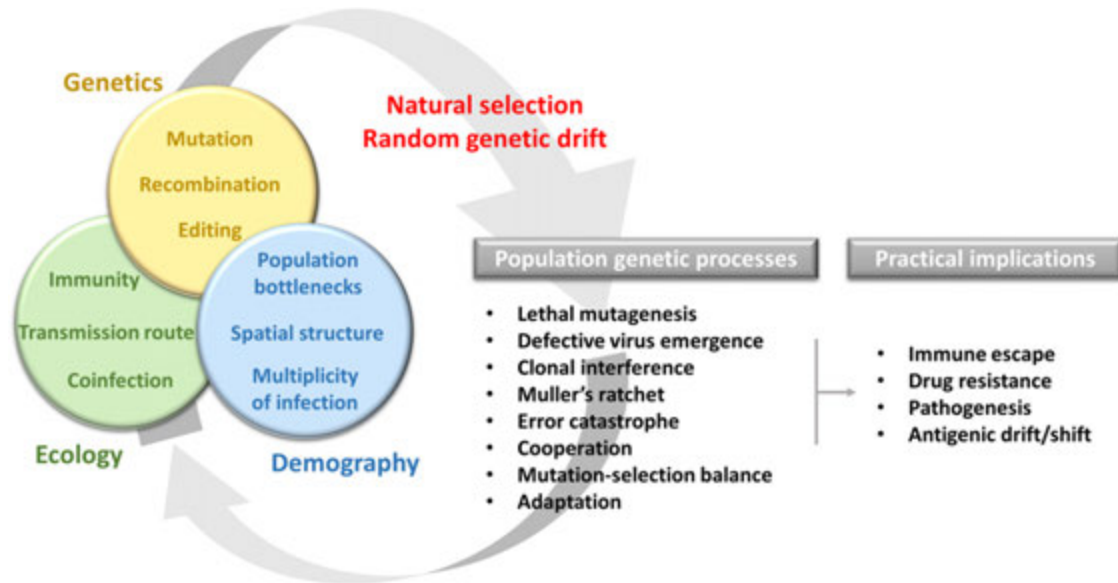 Genetics
Mutation
Recombination
Editing
Immunity
Transmission route
Coinfection
Ecology
Population
bottlenecks
Spatial structure
Multiplicity
of infection
Demography
Natural selection
Random genetic drift
Population genetic processes
• Lethal mutagenesis
• Defective virus emergence
• Clonal interference
• Muller's ratchet
• Error catastrophe
• Cooperation
• Mutation-selection balance
• Adaptation
Practical implications
• Immune escape
• Drug resistance
• Pathogenesis
• Antigenic drift/shift